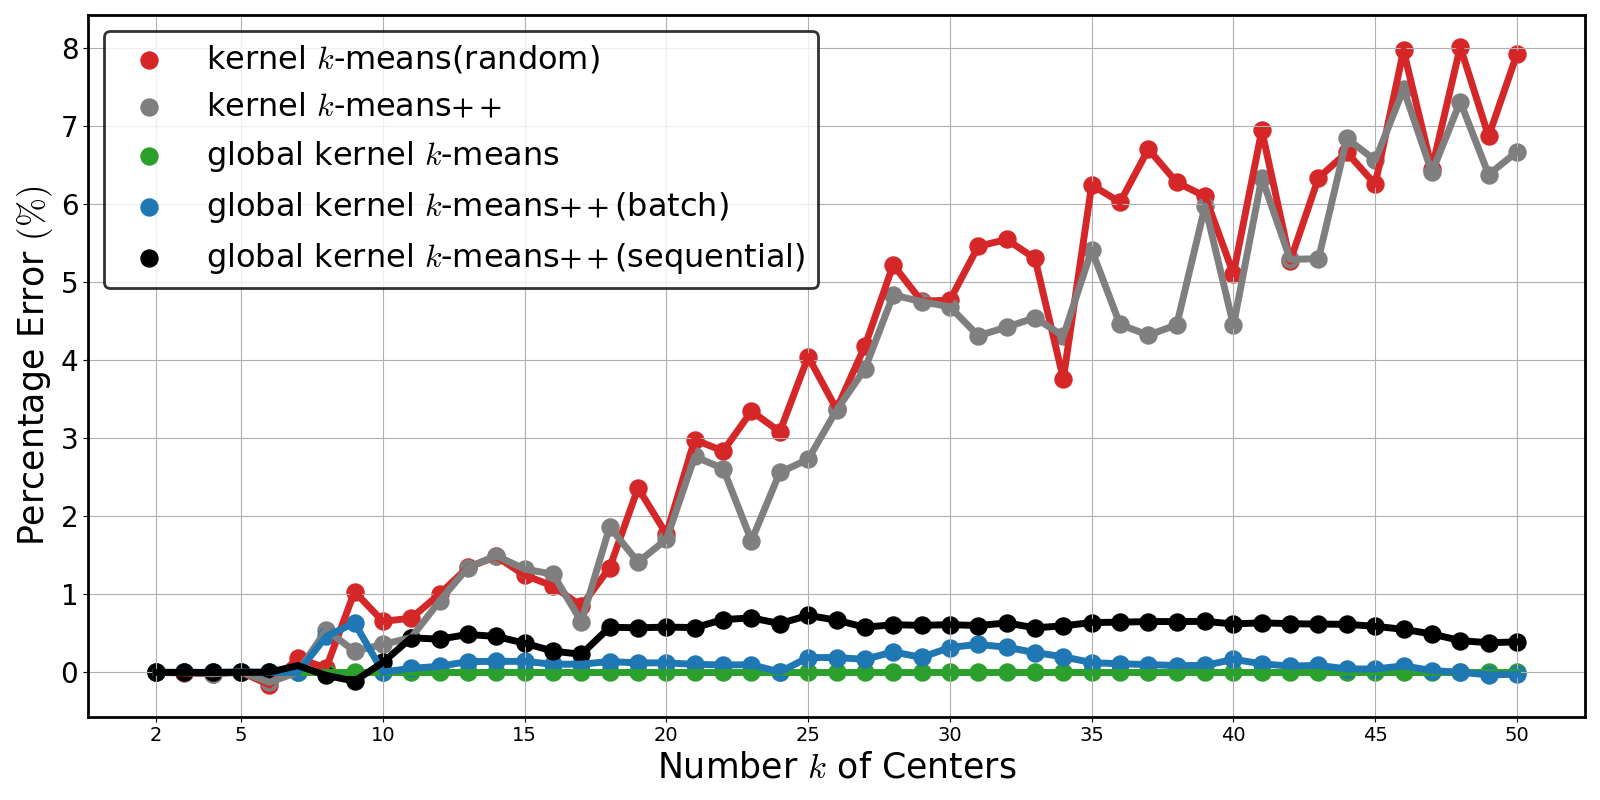 kernel k-means(random)
kernel k-means++
global kernel k-means
global kernel k-means++(batch)
global kernel k-means++(sequential)
Percentage Error (%)
8
7
6
5
4
3
2
1
0
2 5 10 15 20 25 30 35 40 45 50
Number k of Centers